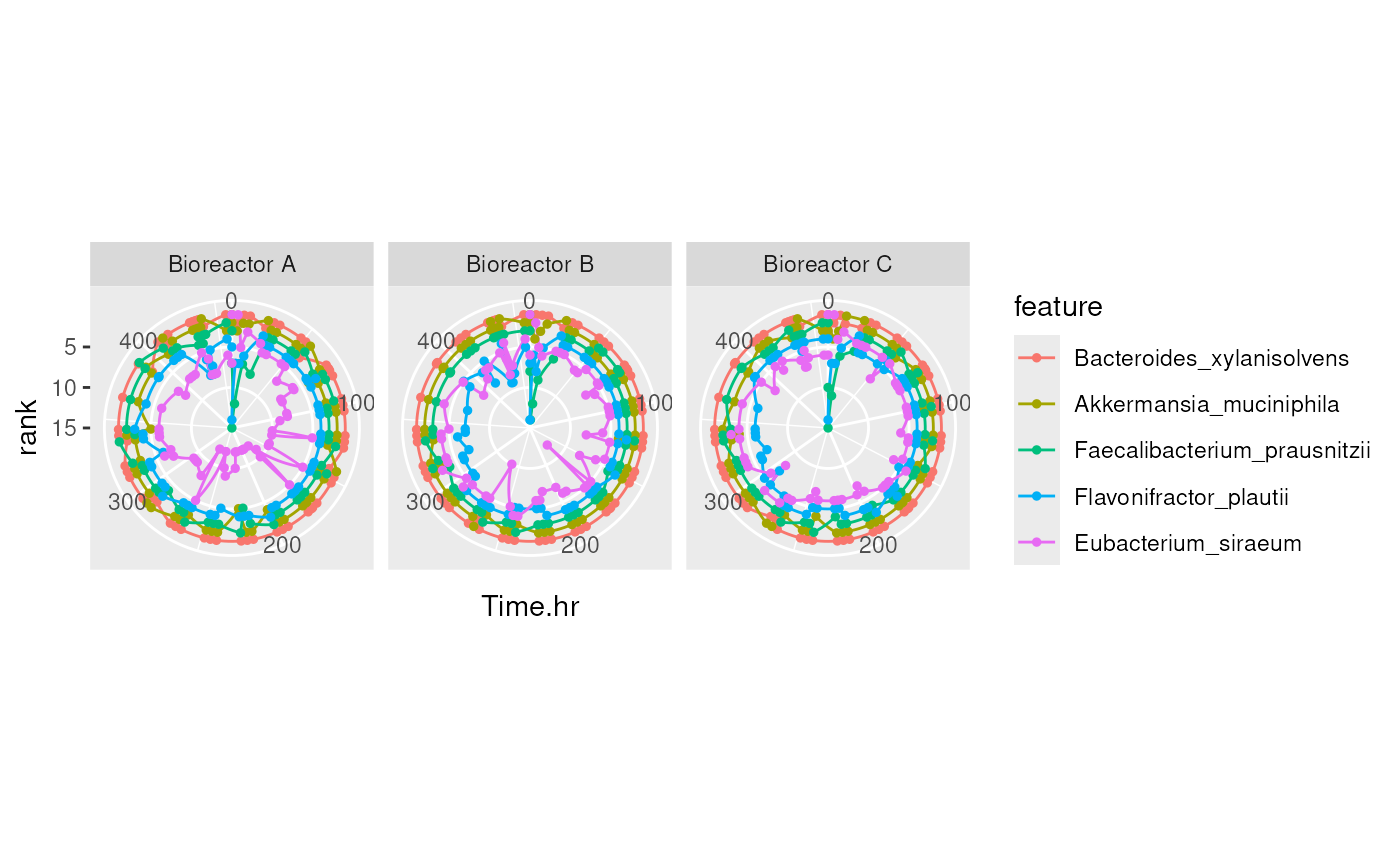 Bioreactor A
Bioreactor B
Bioreactor C
rank
5
10
15
0
100
200
300
400
0
100
200
300
400
0
100
200
300
400
Time.hr
feature
Bacteroides_xylanisolvens
Akkermansia_muciniphila
Faecalibacterium_prausnitzii
Flavonifractor_plautii
Eubacterium_siraeum